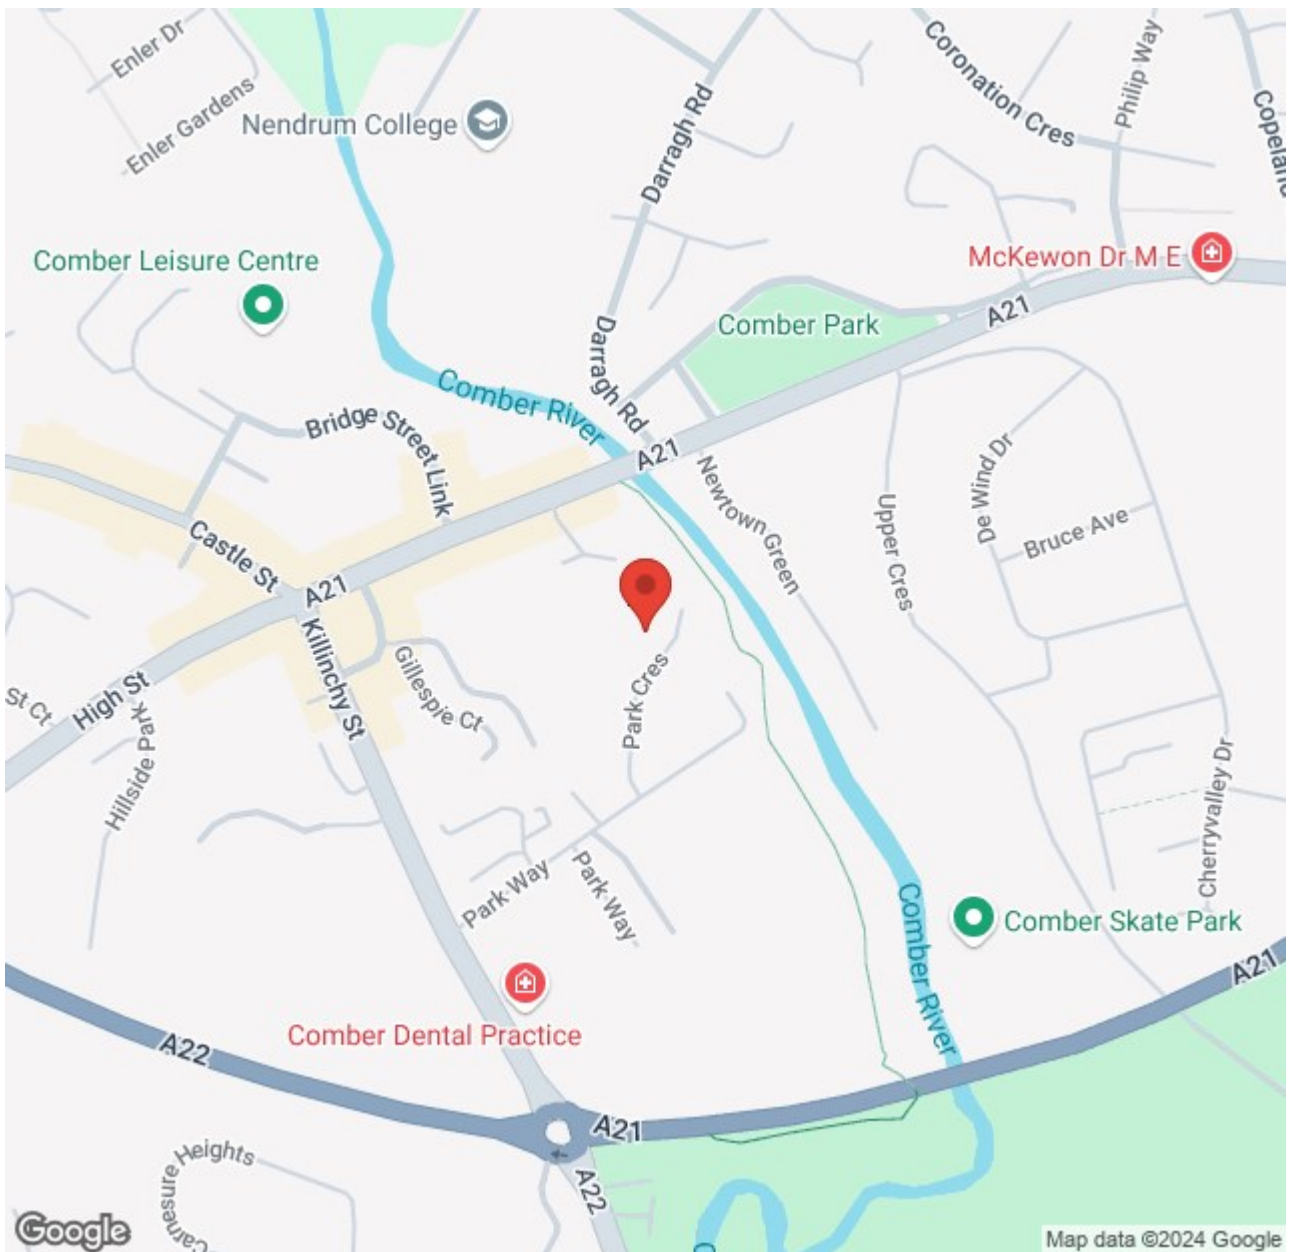 Enler Dr
Enler Gardens
Nendrum College
Darragh Rd
Coronation Cres
Philip Way
Copeland
Comber Leisure Centre
McKewon Dr M E
A21
Comber Park
Darragh Rd
Comber River
Bridge Street Link
A21
Newtown Green
Upper Cres
De Wind Dr
Bruce Ave
Castle St
A21
Killinchy St
Gillespie Ct
Park Cres
High St
st Ct
Hillside Park
Cherryvalley Dr
Park Way
Park Way
Comber River
Comber Skate Park
A21
Comber Dental Practice
A22
A21
A22
Carnesure Heights
Google
Map data ©2024 Google